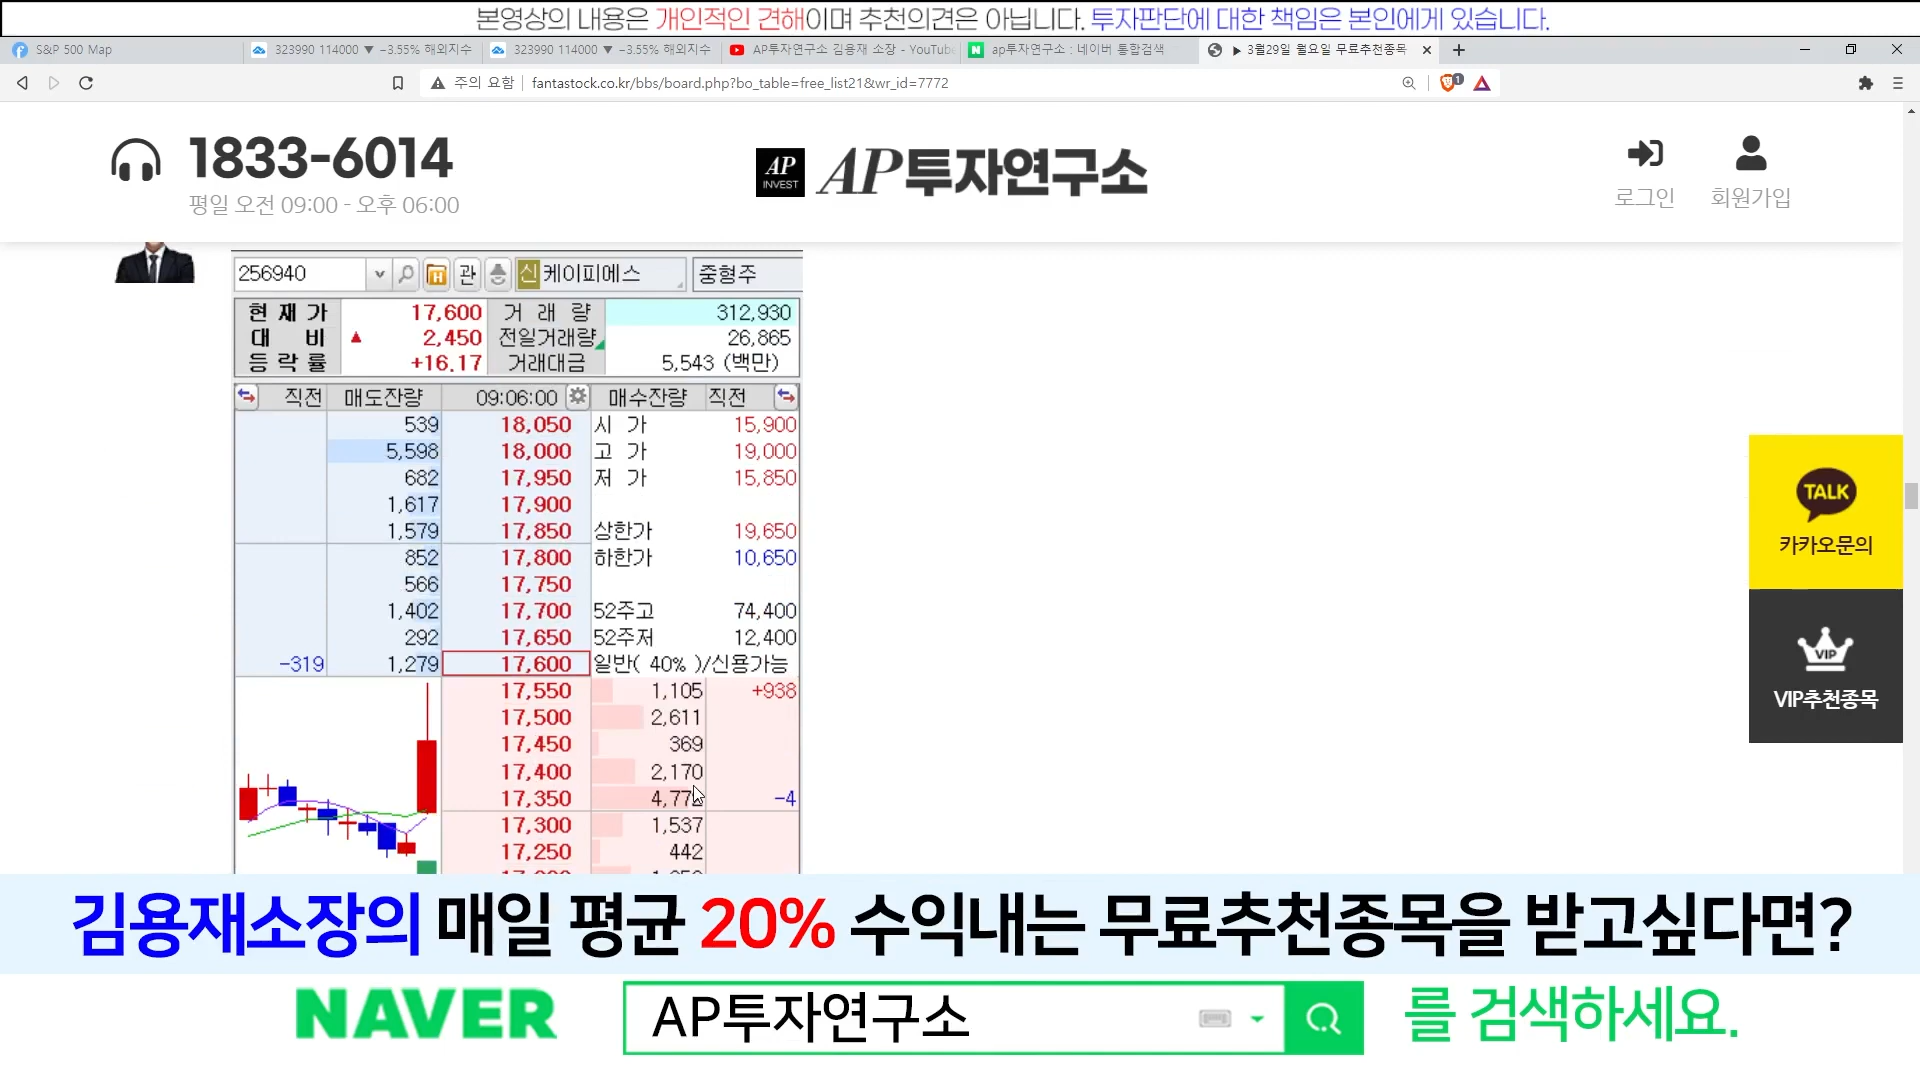 본영상의 내용은 개인적인 견해이며 추천의견은 아닙니다. 투자판단에 대한 책임은 본인에게 있습니다.
S&P 500 Map
323990 114000 ▼ −3.55% 해외지수
323990 114000 ▼ −3.55% 해외지수
AP투자연구소 김용재 소장 - YouTube
ap투자연구소 : 네이버 통합검색
▶ 3월29일 월요일 무료추천종목
주의 요함
fantastock.co.kr/bbs/board.php?bo_table=free_list21&wr_id=7772
1
1833-6014
평일 오전 09:00 - 오후 06:00
AP INVEST
AP투자연구소
로그인
회원가입
256940 관 신 케이피에스 중형주
현재가 17,600 거래량 312,930
대비 ▲ 2,450 전일거래량 26,865
등락률 +16.17 거래대금 5,543 (백만)
직전 매도잔량 09:06:00 매수잔량 직전
539 18,050 시가 15,900
5,598 18,000 고가 19,000
682 17,950 저가 15,850
1,617 17,900
1,579 17,850 상한가 19,650
852 17,800 하한가 10,650
566 17,750
1,402 17,700 52주고 74,400
292 17,650 52주저 12,400
−319 1,279 17,600 일반( 40% )/신용가능
17,550 1,105 +938
17,500 2,611
17,450 369
17,400 2,170
17,350 −4
17,300 1,537
17,250 442
TALK
카카오문의
VIP
VIP추천종목
김용재소장의 매일 평균 20% 수익내는 무료추천종목을 받고싶다면?
NAVER AP투자연구소 를 검색하세요.